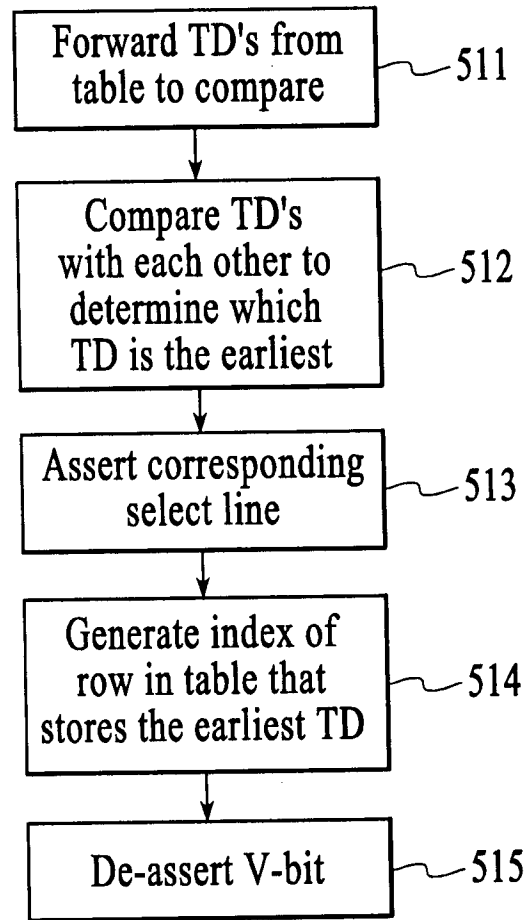 Forward TD's from
table to compare
511
Compare TD's
with each other to
determine which
TD is the earliest
512
Assert corresponding
select line
513
Generate index of
row in table that
stores the earliest TD
514
De-assert V-bit
515